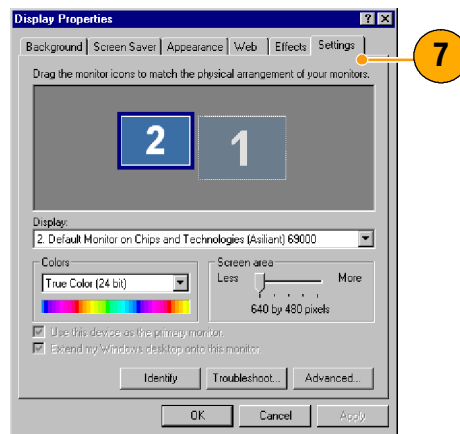 Display Properties
Background Screen Saver Appearance Web Effects Settings
7
Drag the monitor icons to match the physical arrangement of your monitors.
2 1
Display:
2. Default Monitor on Chips and Technologies (Asiliant) 69000
Colors
True Color (24 bit)
Screen area
Less More
640 by 480 pixels
Use this device as the primary monitor.
Extend my Windows desktop onto this monitor.
Identify Troubleshoot... Advanced...
OK Cancel Apply